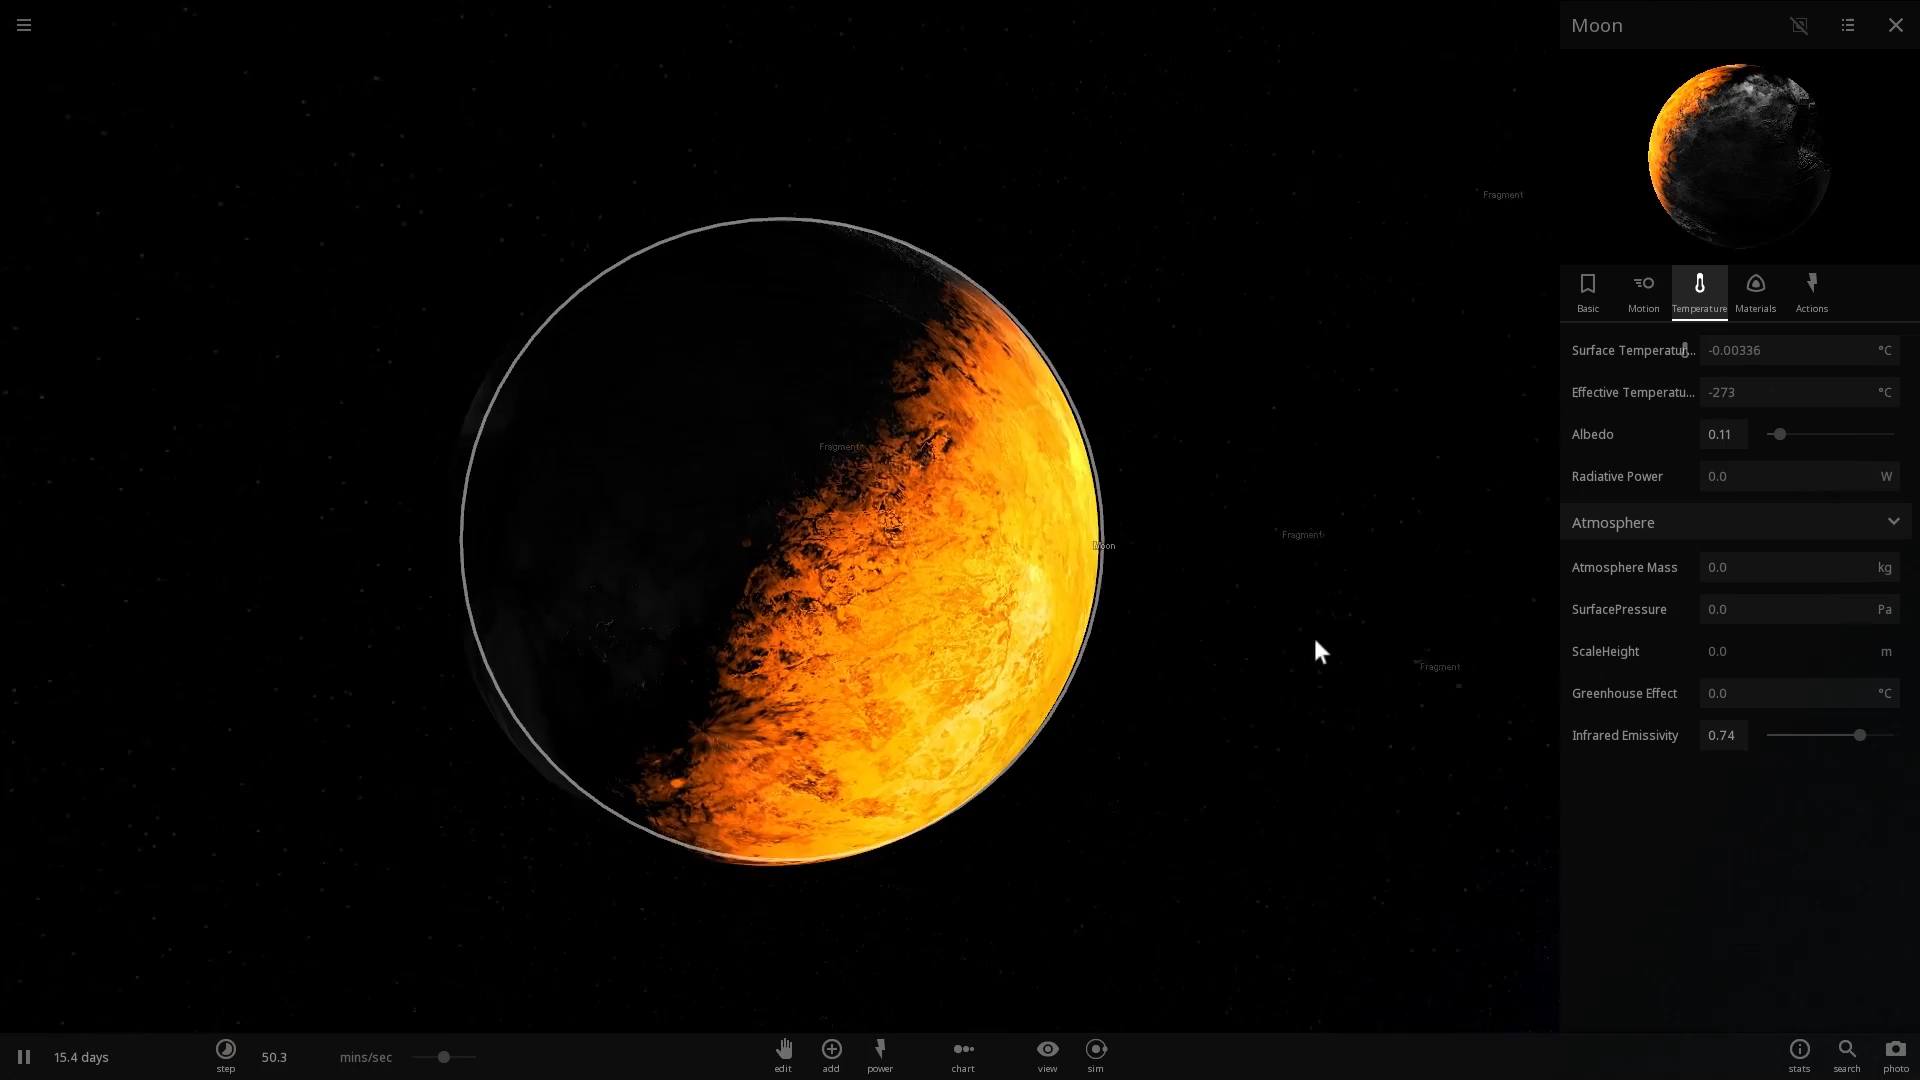 Moon
Fragment
Fragment
Moon
Fragment
Fragment
Basic
Motion
Temperature
Materials
Actions
Surface Temperatur... -0.00336 °C
Effective Temperatu... -273 °C
Albedo 0.11
Radiative Power 0.0 W
Atmosphere
Atmosphere Mass 0.0 kg
SurfacePressure 0.0 Pa
ScaleHeight 0.0 m
Greenhouse Effect 0.0 °C
Infrared Emissivity 0.74
15.4 days
step
50.3
mins/sec
edit
add
power
chart
view
sim
stats
search
photo